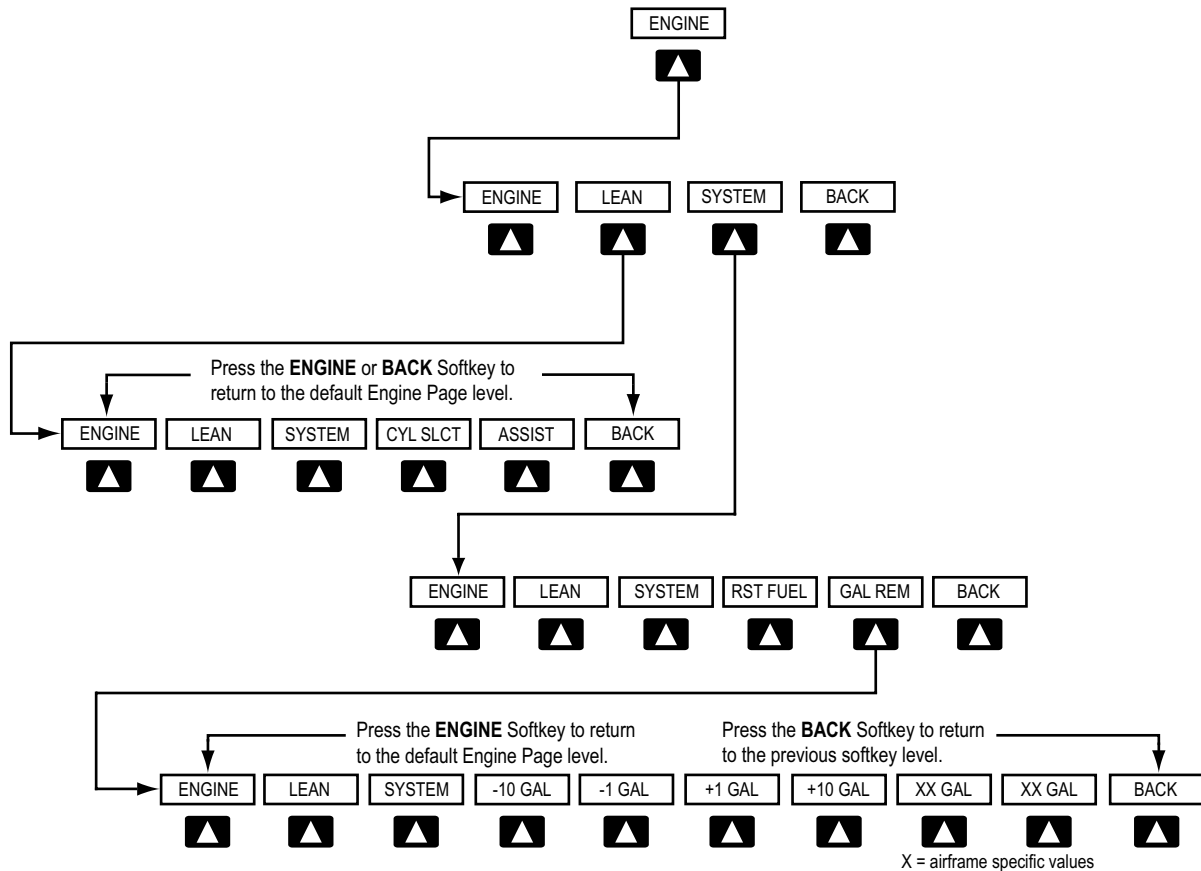 ENGINE
ENGINE LEAN SYSTEM BACK
Press the ENGINE or BACK Softkey to
return to the default Engine Page level.
ENGINE LEAN SYSTEM CYL SLCT ASSIST BACK
ENGINE LEAN SYSTEM RST FUEL GAL REM BACK
Press the ENGINE Softkey to return
to the default Engine Page level.
Press the BACK Softkey to return
to the previous softkey level.
ENGINE LEAN SYSTEM -10 GAL -1 GAL +1 GAL +10 GAL XX GAL XX GAL BACK
X = airframe specific values